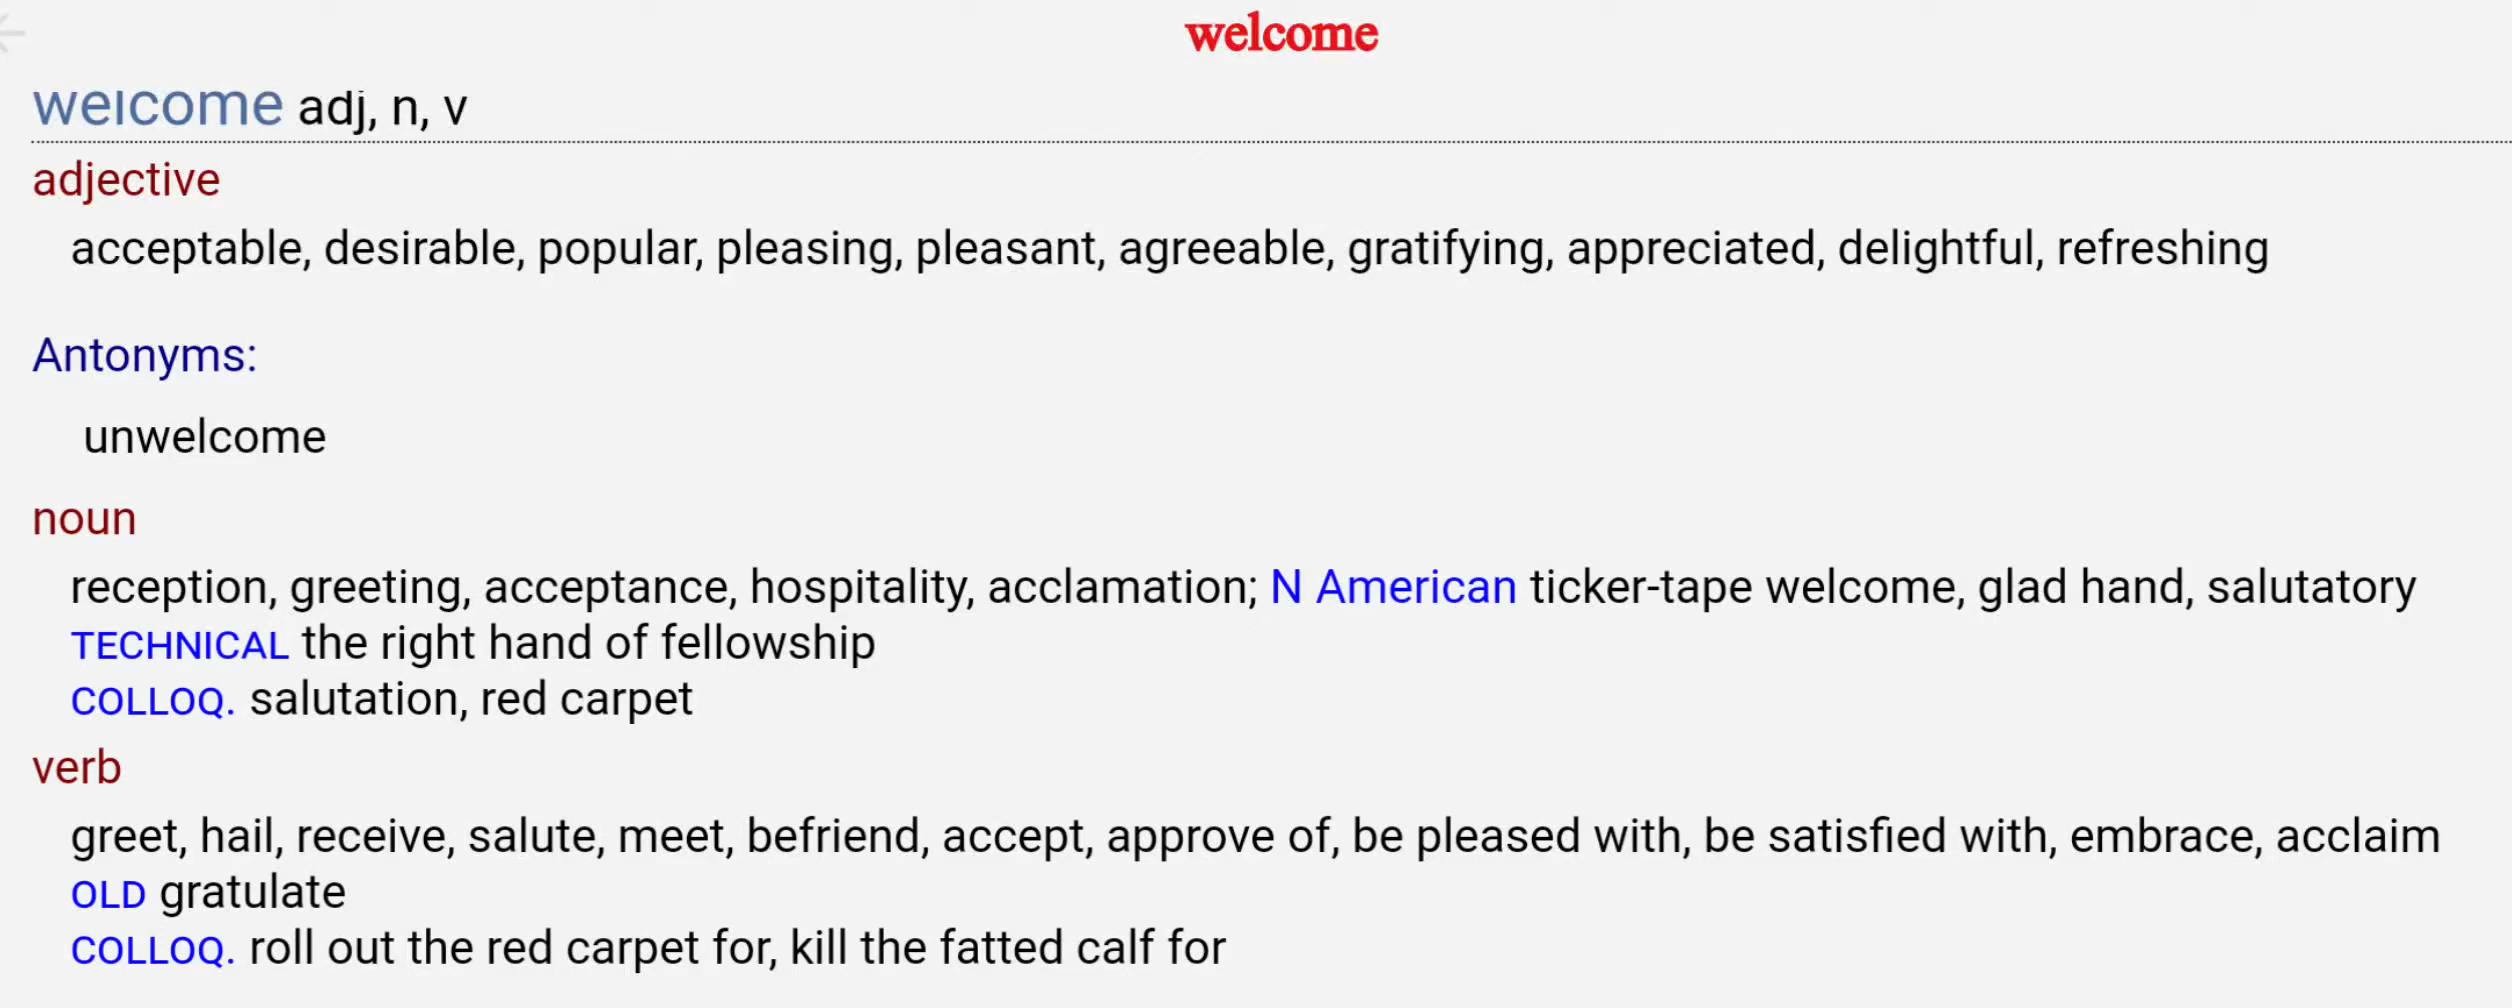 welcome
welcome adj, n, v
adjective
acceptable, desirable, popular, pleasing, pleasant, agreeable, gratifying, appreciated, delightful, refreshing
Antonyms:
unwelcome
noun
reception, greeting, acceptance, hospitality, acclamation; N American ticker-tape welcome, glad hand, salutatory
TECHNICAL the right hand of fellowship
COLLOQ. salutation, red carpet
verb
greet, hail, receive, salute, meet, befriend, accept, approve of, be pleased with, be satisfied with, embrace, acclaim
OLD gratulate
COLLOQ. roll out the red carpet for, kill the fatted calf for